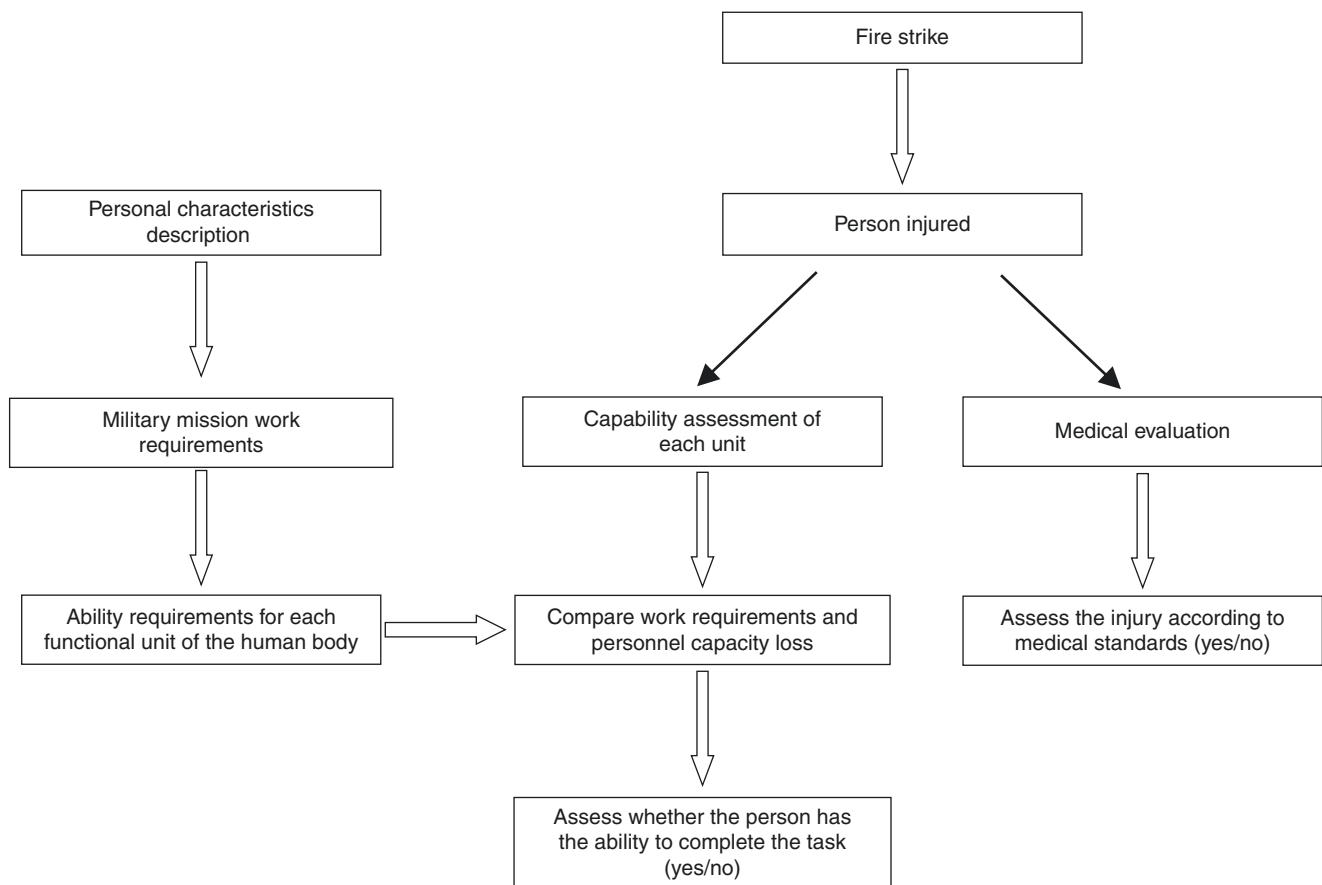 Fire strike
Personal characteristics
description
Person injured
Military mission work
requirements
Capability assessment of
each unit
Medical evaluation
Ability requirements for each
functional unit of the human body
Compare work requirements and
personnel capacity loss
Assess the injury according to
medical standards (yes/no)
Assess whether the person has
the ability to complete the task
(yes/no)